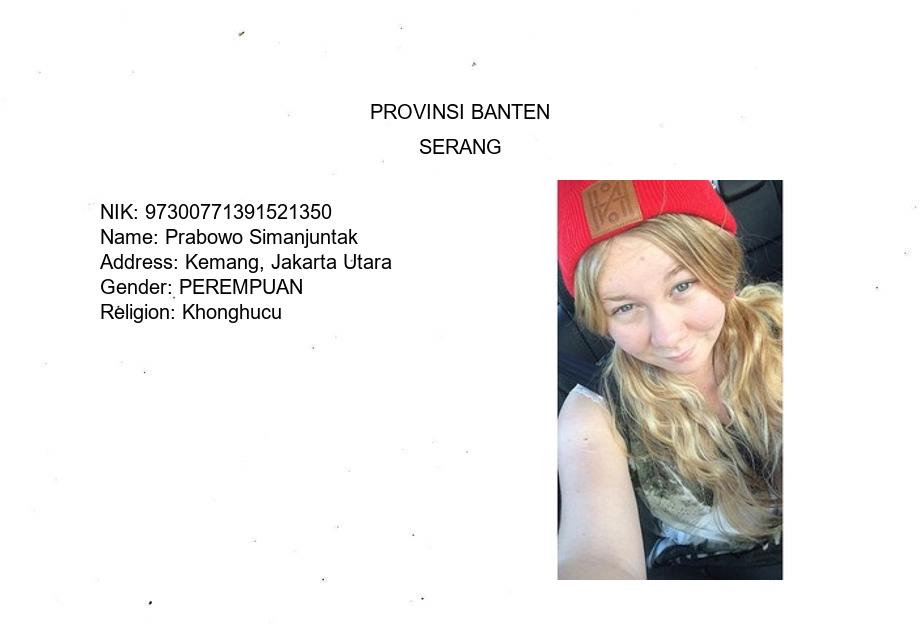 PROVINSI BANTEN
SERANG
NIK: 97300771391521350
Name: Prabowo Simanjuntak
Address: Kemang, Jakarta Utara
Gender: PEREMPUAN
Religion: Khonghucu